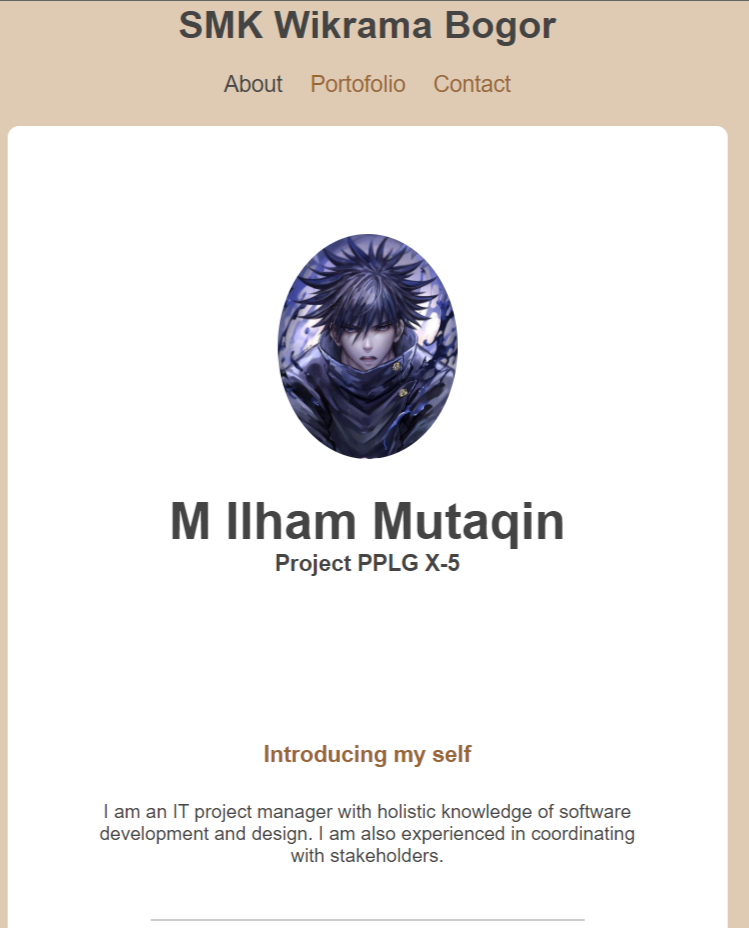 SMK Wikrama Bogor
About Portofolio Contact
M Ilham Mutaqin
Project PPLG X-5
Introducing my self
I am an IT project manager with holistic knowledge of software
development and design. I am also experienced in coordinating
with stakeholders.